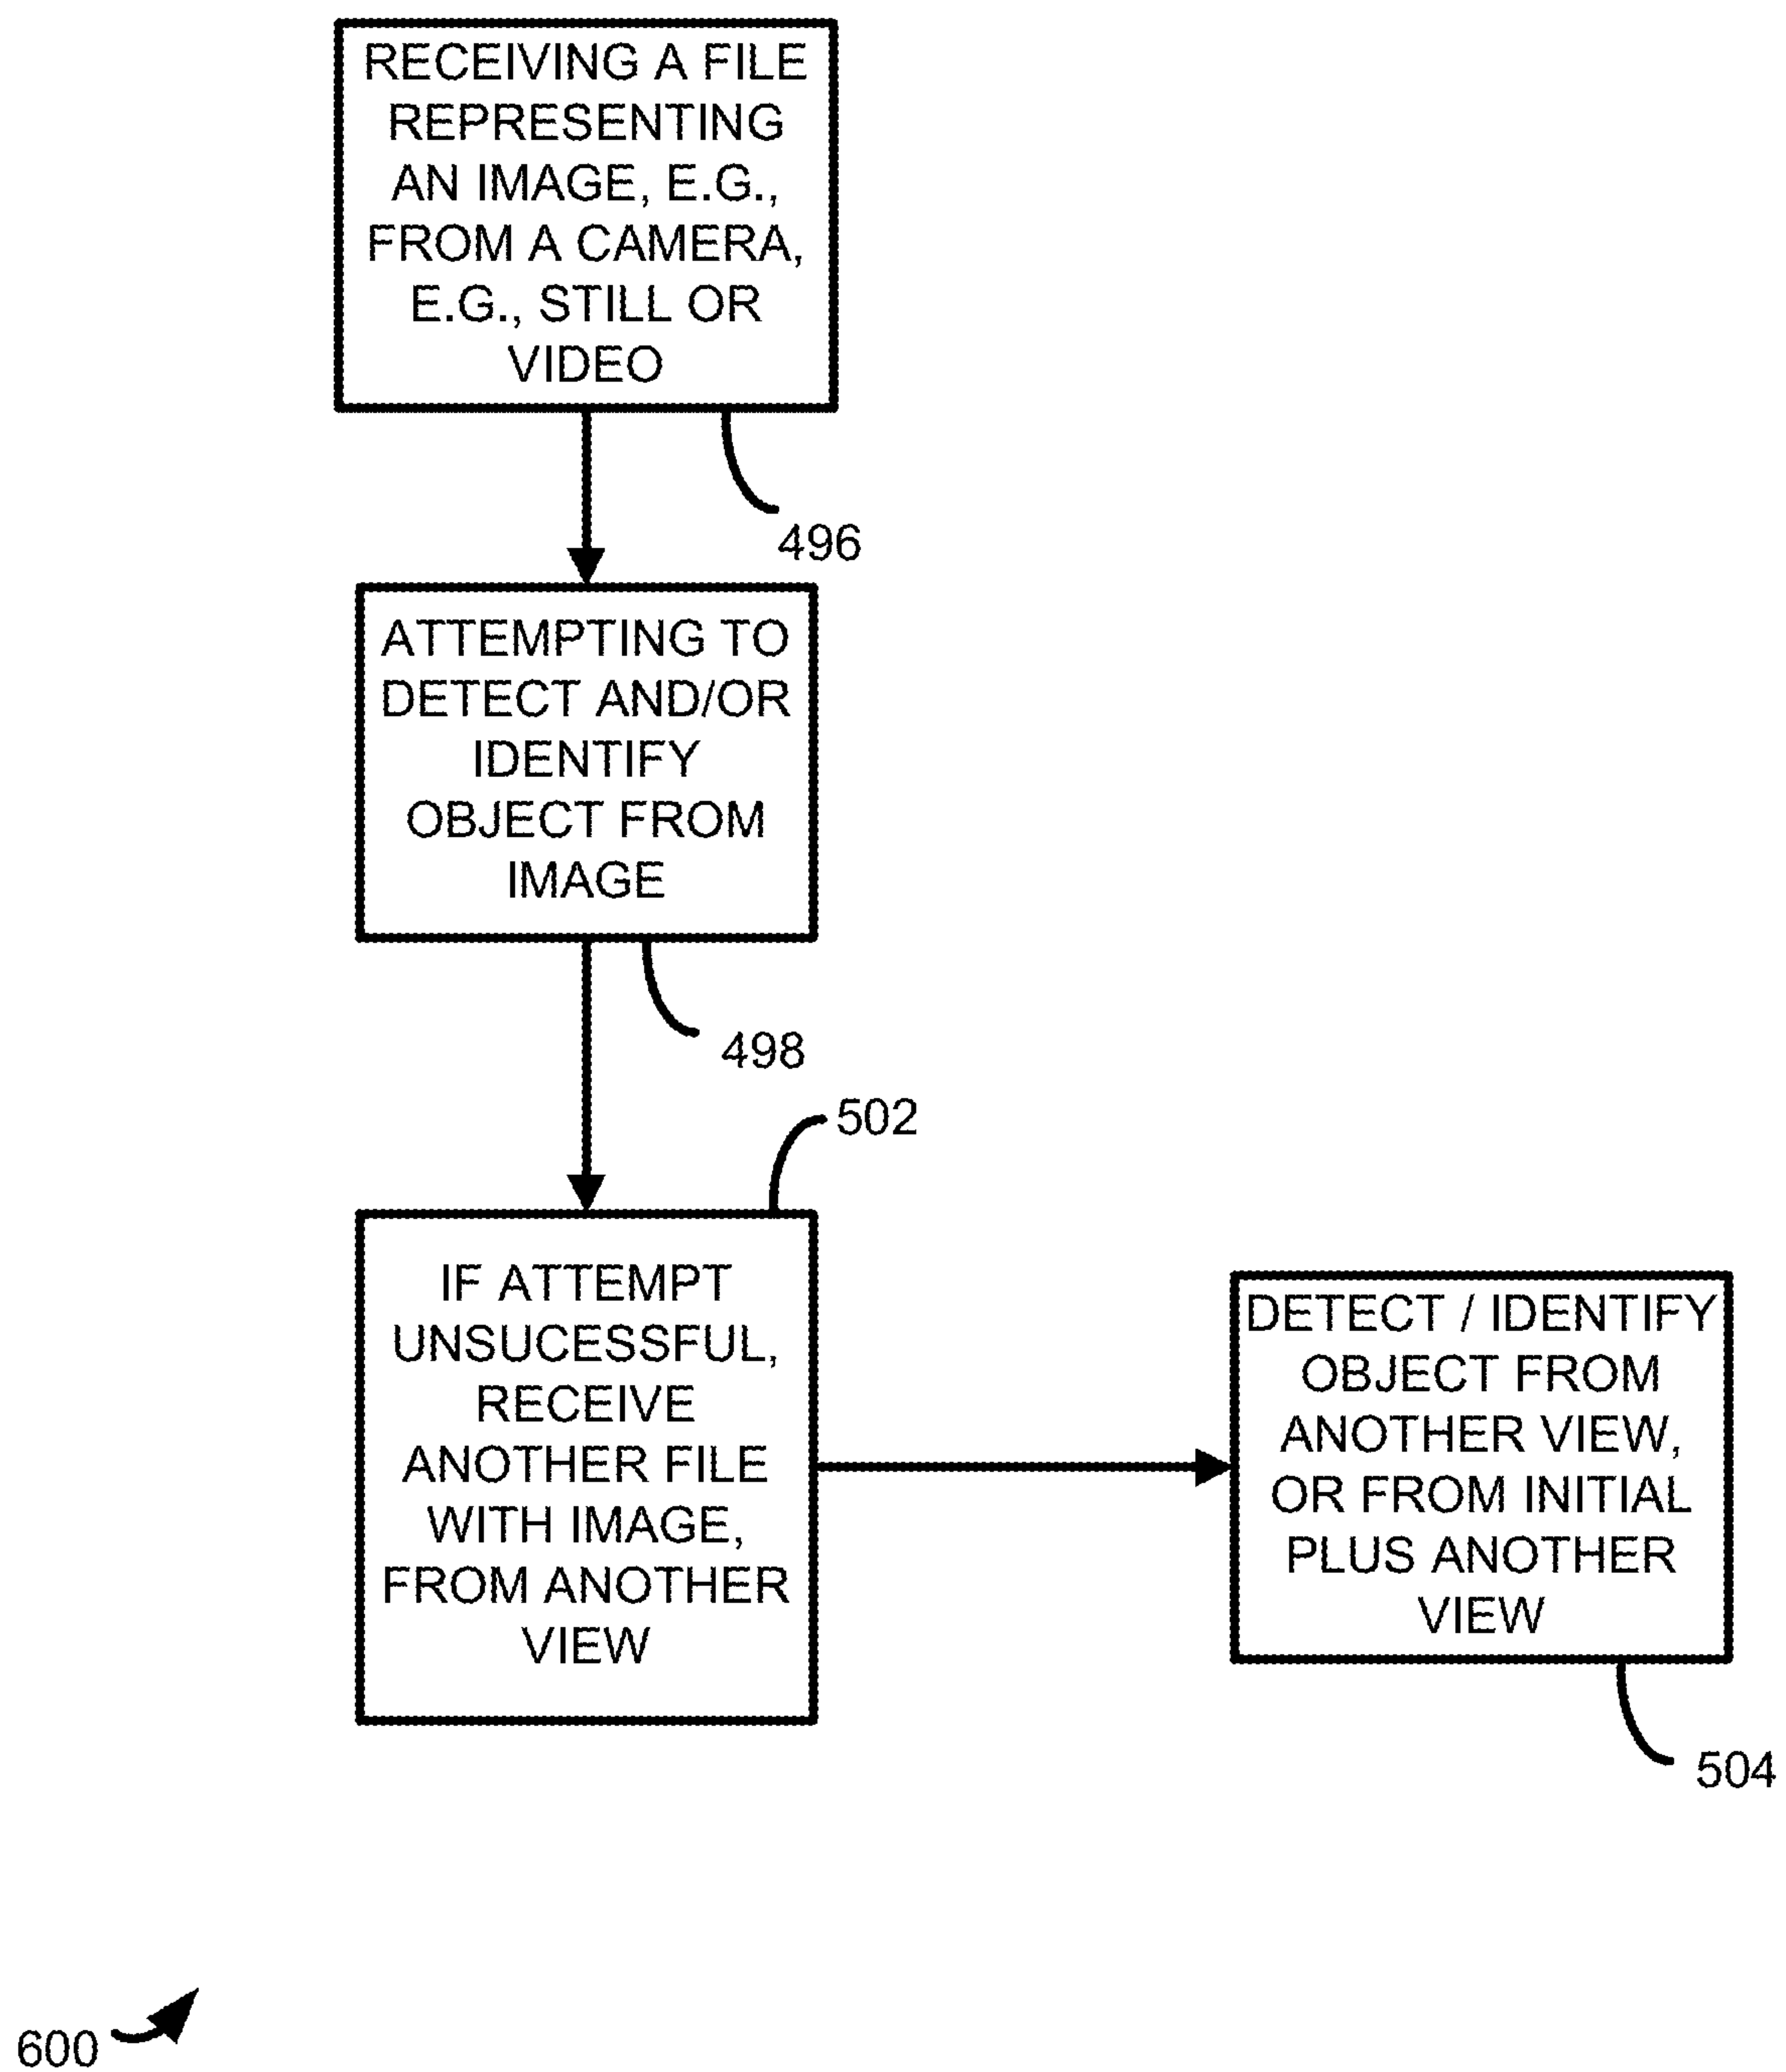 RECEIVING A FILE
REPRESENTING
AN IMAGE, E.G.,
FROM A CAMERA,
E.G., STILL OR
VIDEO
496
ATTEMPTING TO
DETECT AND/OR
IDENTIFY
OBJECT FROM
IMAGE
498
502
IF ATTEMPT
UNSUCESSFUL,
RECEIVE
ANOTHER FILE
WITH IMAGE,
FROM ANOTHER
VIEW
DETECT / IDENTIFY
OBJECT FROM
ANOTHER VIEW,
OR FROM INITIAL
PLUS ANOTHER
VIEW
504
600